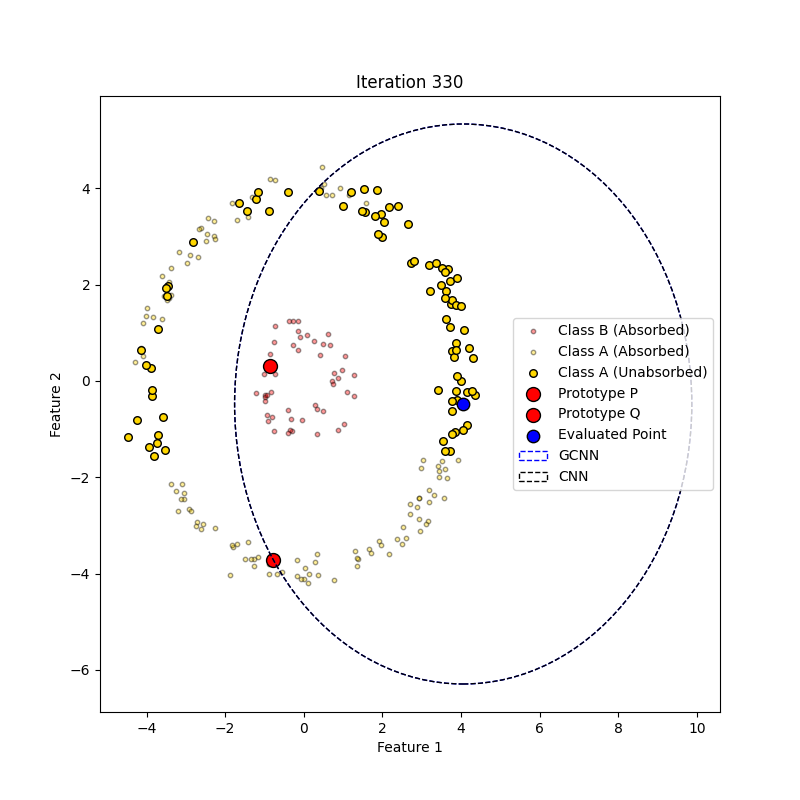 Iteration 330
Feature 2
4
2
0
−2
−4
−6
Class B (Absorbed)
Class A (Absorbed)
Class A (Unabsorbed)
Prototype P
Prototype Q
Evaluated Point
GCNN
CNN
−4 −2 0 2 4 6 8 10
Feature 1